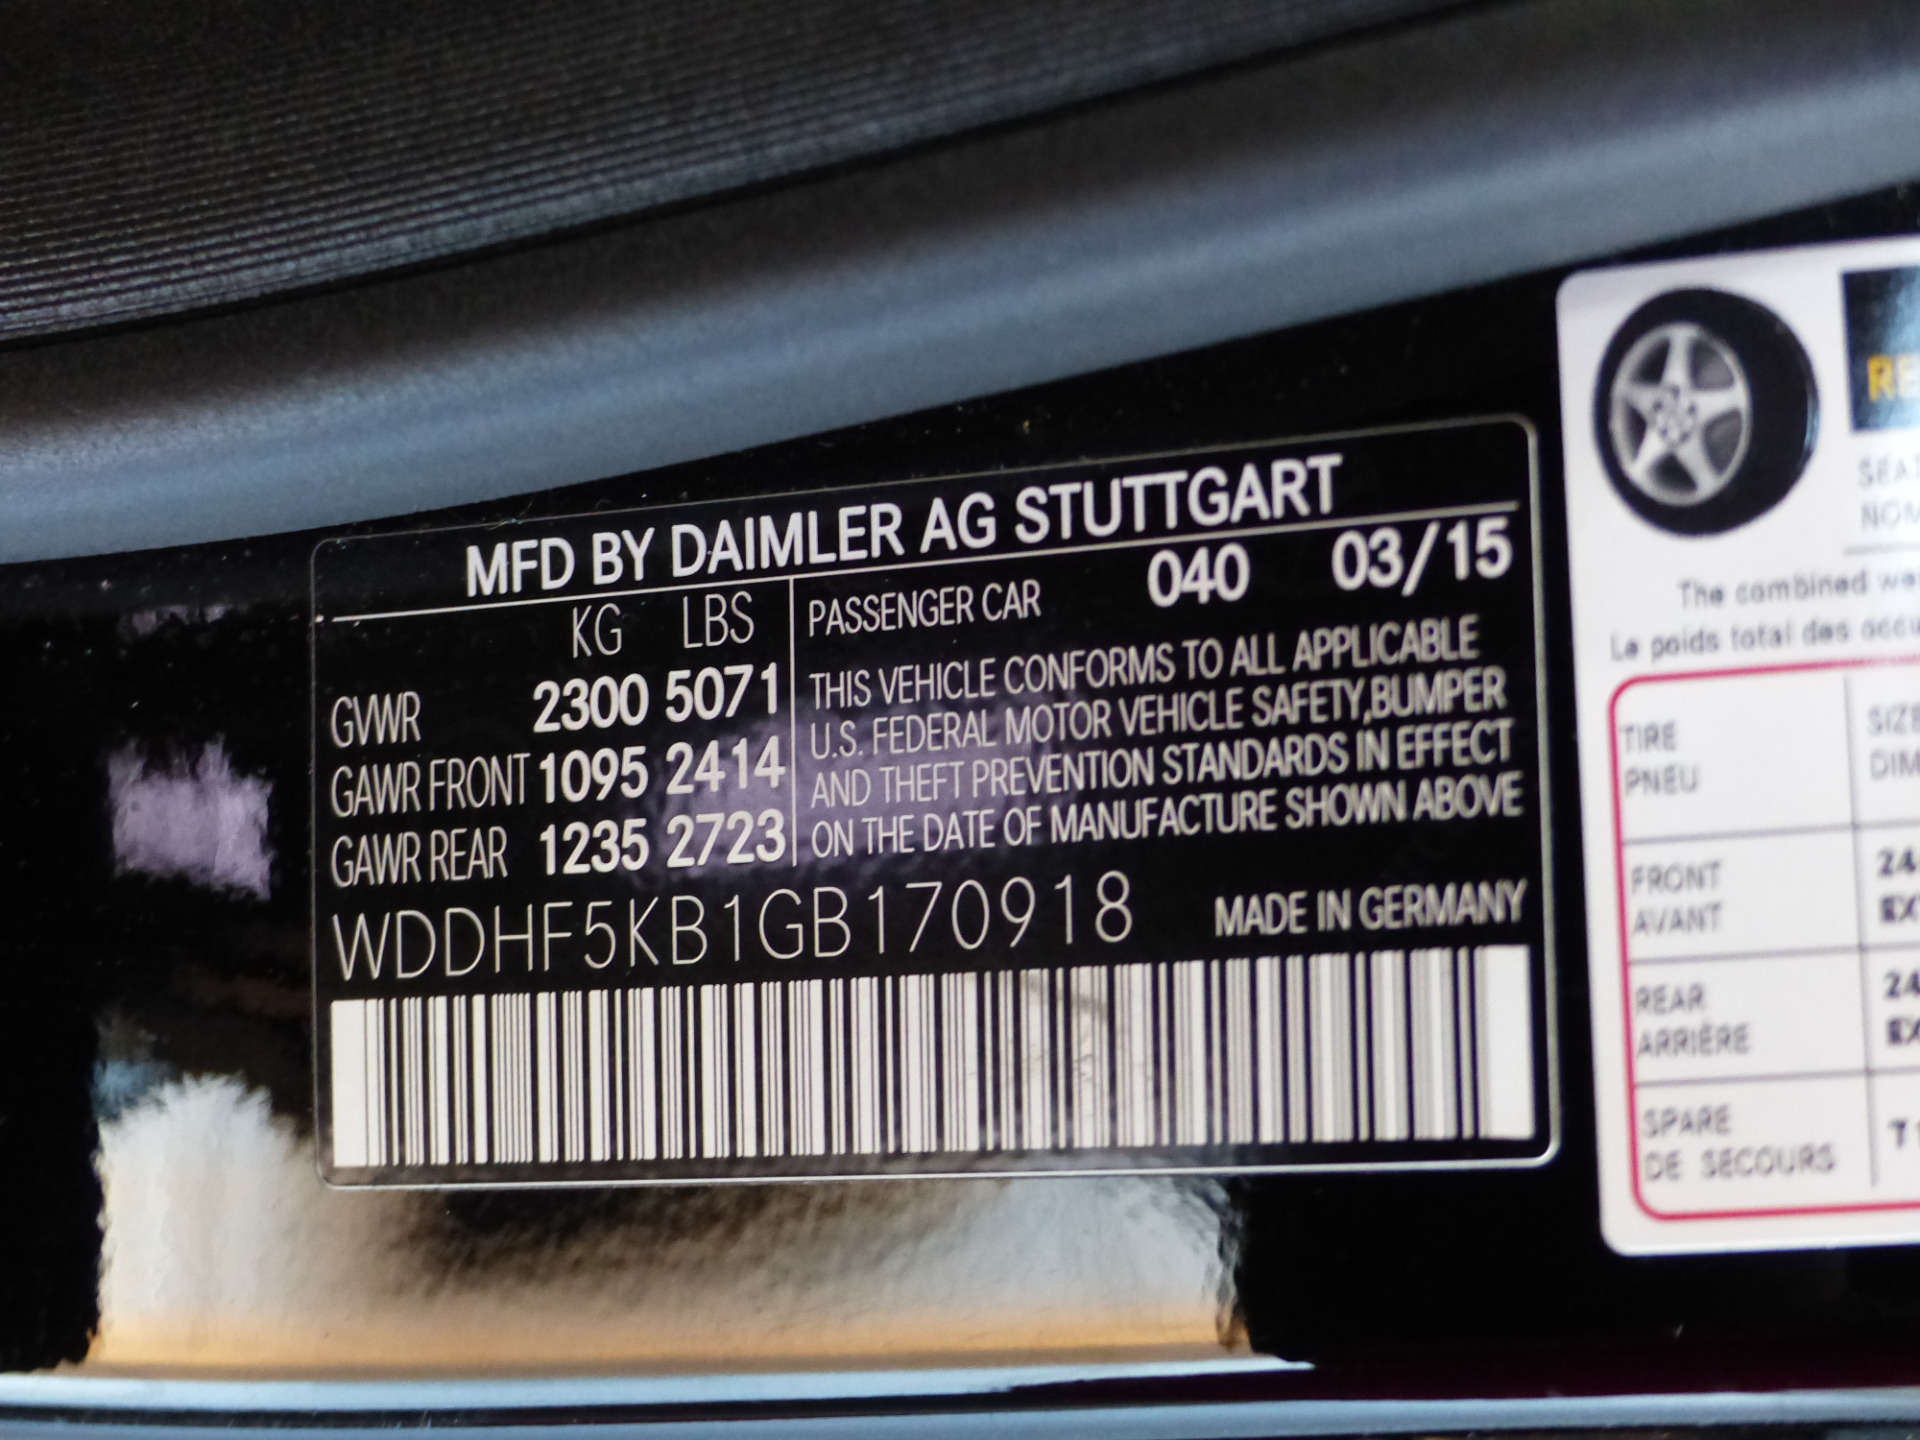 MFD BY DAIMLER AG STUTTGART
KG LBS
GVWR 2300 5071
GAWR FRONT 1095 2414
GAWR REAR 1235 2723
PASSENGER CAR 040 03/15
THIS VEHICLE CONFORMS TO ALL APPLICABLE
U.S. FEDERAL MOTOR VEHICLE SAFETY,BUMPER
AND THEFT PREVENTION STANDARDS IN EFFECT
ON THE DATE OF MANUFACTURE SHOWN ABOVE
WDDHF5KB1GB170918 MADE IN GERMANY
The combined
Le poids total des
TIRE
PNEU
FRONT
AVANT
REAR
ARRIÈRE
SPARE
DE SECOURS